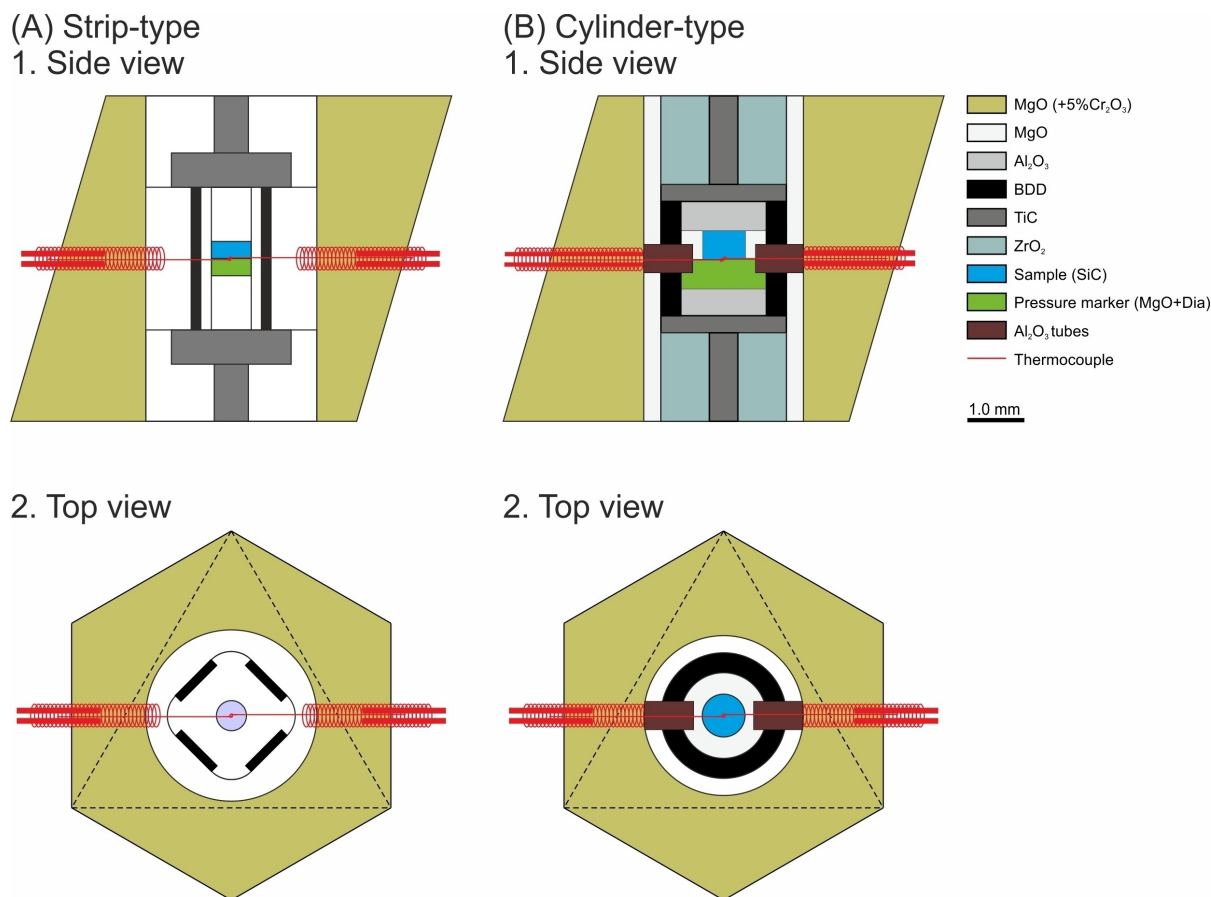 (A) Strip-type
1. Side view
(B) Cylinder-type
1. Side view
MgO (+5%Cr₂O₃)
MgO
Al₂O₃
BDD
TiC
ZrO₂
Sample (SiC)
Pressure marker (MgO+Dia)
Al₂O₃ tubes
Thermocouple
1.0 mm
2. Top view
2. Top view